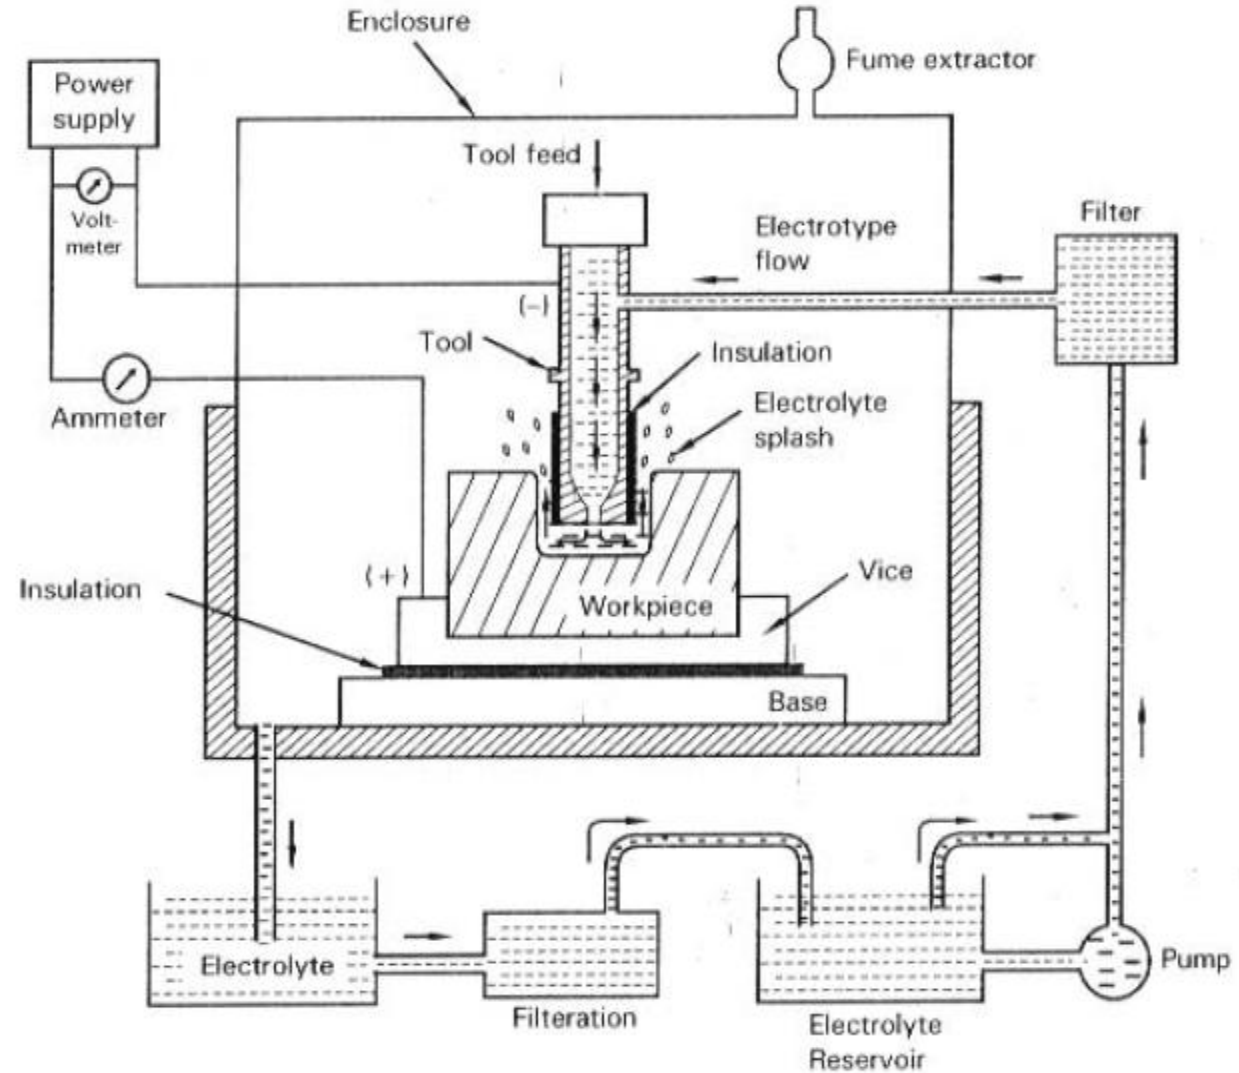 Enclosure
Fume extractor
Power
supply
Tool feed
Volt-
meter
Filter
Electrotype
flow
(−)
Tool
Insulation
Ammeter
Electrolyte
splash
(+)
Insulation
Vice
Workpiece
Base
Electrolyte
Pump
Filteration
Electrolyte
Reservoir